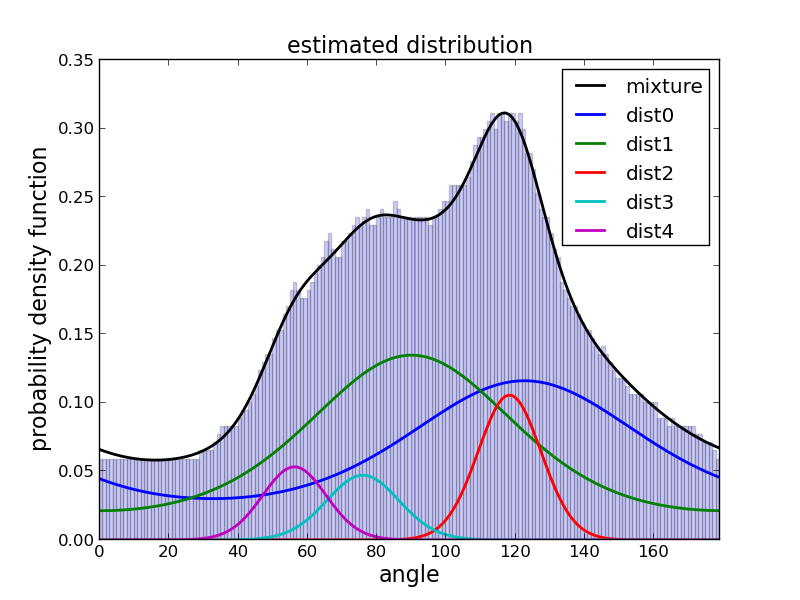 estimated distribution
probability density function
0.35
0.30
0.25
0.20
0.15
0.10
0.05
0.00
mixture
dist0
dist1
dist2
dist3
dist4
0 20 40 60 80 100 120 140 160
angle